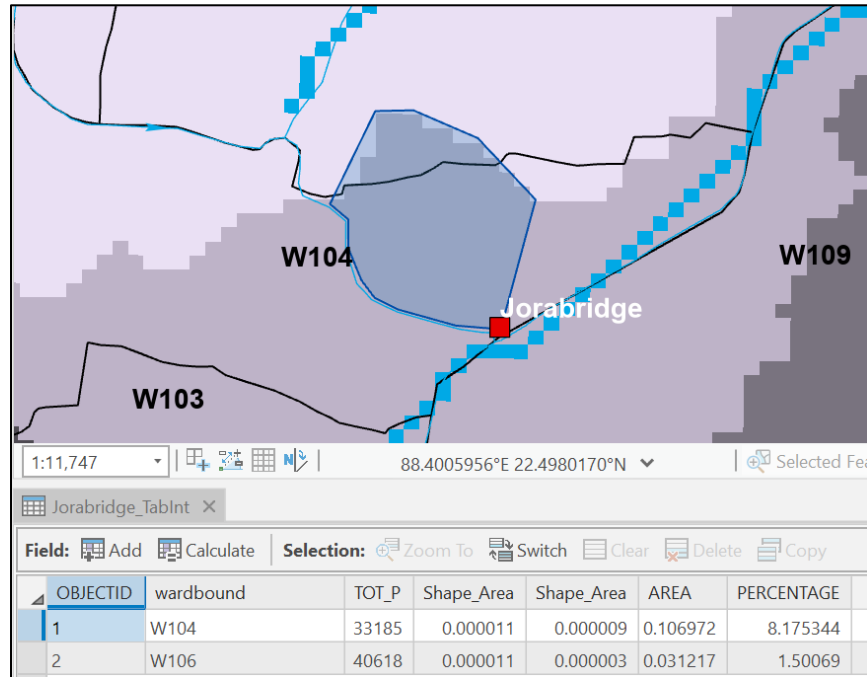 W104
W109
Jorabridge
W103
1:11,747
88.4005956°E 22.4980170°N
Selected Fea
Jorabridge_TabInt
Field: Add Calculate Selection: Zoom To Switch Clear Delete Copy
OBJECTID wardbound TOT_P Shape_Area Shape_Area AREA PERCENTAGE
1 W104 33185 0.000011 0.000009 0.106972 8.175344
2 W106 40618 0.000011 0.000003 0.031217 1.50069